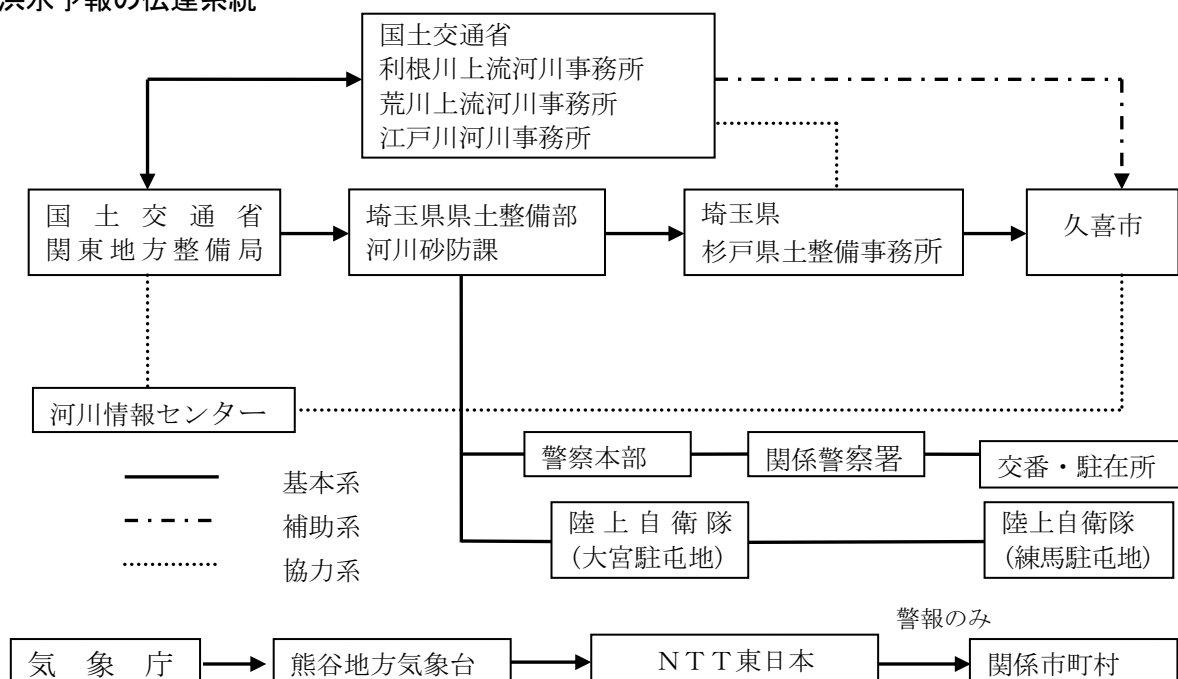 洪水予報の伝達系統
国土交通省
利根川上流河川事務所
荒川上流河川事務所
江戸川河川事務所
国土交通省
関東地方整備局
埼玉県県土整備部
河川砂防課
埼玉県
杉戸県土整備事務所
久喜市
河川情報センター
警察本部
関係警察署
交番・駐在所
基本系
補助系
協力系
陸上自衛隊
(大宮駐屯地)
陸上自衛隊
(練馬駐屯地)
警報のみ
気象庁
熊谷地方気象台
NTT東日本
関係市町村